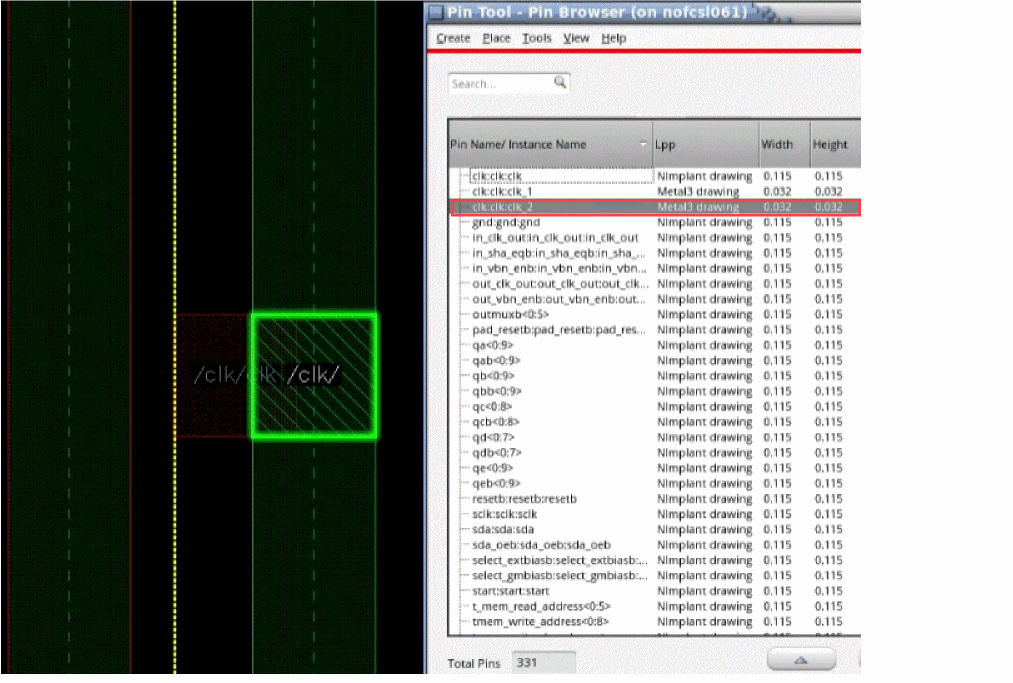 Pin Tool - Pin Browser (on nofcsl061)
Create Place Tools View Help
Search...
Pin Name/ Instance Name Lpp Width Height
clk:clk:clk NImplant drawing 0.115 0.115
clk:clk:clk_1 Metal3 drawing 0.032 0.032
clk:clk:clk_2 Metal3 drawing 0.032 0.032
gnd:gnd:gnd NImplant drawing 0.115 0.115
in_clk_out:in_clk_out:in_clk_out NImplant drawing 0.115 0.115
in_sha_eqb:in_sha_eqb:in_sha_... NImplant drawing 0.115 0.115
in_vbn_enb:in_vbn_enb:in_vbn... NImplant drawing 0.115 0.115
out_clk_out:out_clk_out:out_clk... NImplant drawing 0.115 0.115
out_vbn_enb:out_vbn_enb:out... NImplant drawing 0.115 0.115
outmuxb<0:5> NImplant drawing 0.115 0.115
pad_resetb:pad_resetb:pad_res... NImplant drawing 0.115 0.115
qa<0:9> NImplant drawing 0.115 0.115
qab<0:9> NImplant drawing 0.115 0.115
qb<0:9> NImplant drawing 0.115 0.115
qbb<0:9> NImplant drawing 0.115 0.115
qc<0:8> NImplant drawing 0.115 0.115
qcb<0:8> NImplant drawing 0.115 0.115
qd<0:7> NImplant drawing 0.115 0.115
qdb<0:7> NImplant drawing 0.115 0.115
qe<0:9> NImplant drawing 0.115 0.115
qeb<0:9> NImplant drawing 0.115 0.115
resetb:resetb:resetb NImplant drawing 0.115 0.115
sclk:sclk:sclk NImplant drawing 0.115 0.115
sda:sda:sda NImplant drawing 0.115 0.115
sda_oeb:sda_oeb:sda_oeb NImplant drawing 0.115 0.115
select_extbiasb:select_extbiasb:... NImplant drawing 0.115 0.115
select_gmbiasb:select_gmbiasb:... NImplant drawing 0.115 0.115
start:start:start NImplant drawing 0.115 0.115
t_mem_read_address<0:5> NImplant drawing 0.115 0.115
tmem_write_address<0:8> NImplant drawing 0.115 0.115
Total Pins 331
/clk/clk /clk/